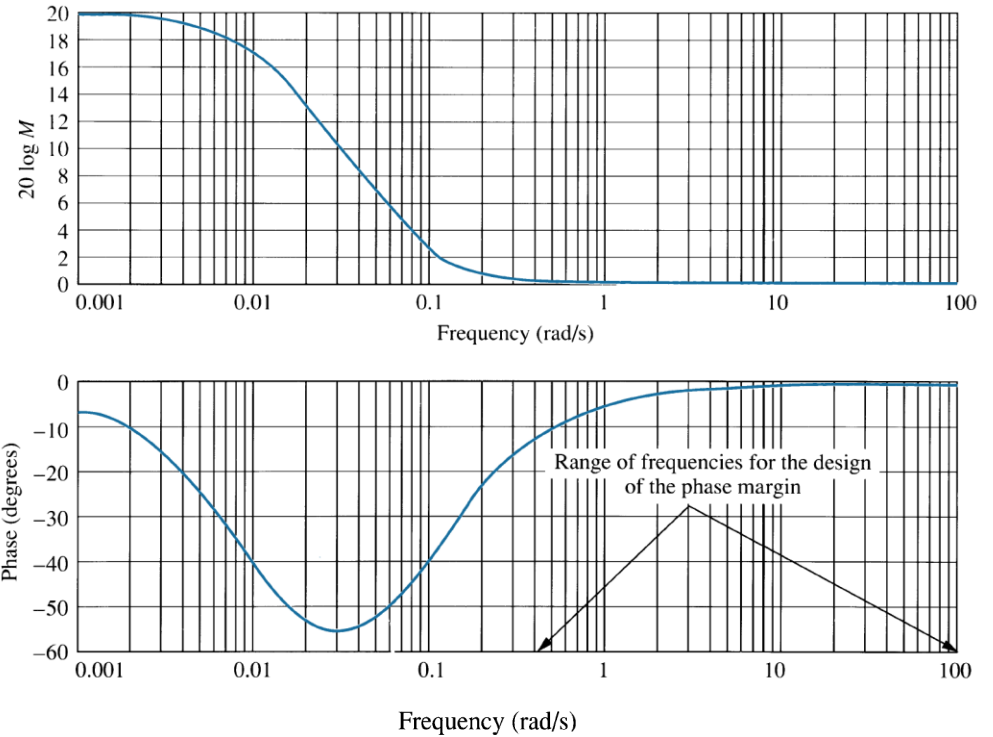 20
18
16
14
12
10
8
6
4
2
0
20 log M
0.001 0.01 0.1 1 10 100
Frequency (rad/s)
0
−10
−20
−30
−40
−50
−60
Phase (degrees)
Range of frequencies for the design
of the phase margin
0.001 0.01 0.1 1 10 100
Frequency (rad/s)